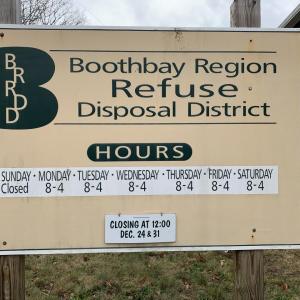 B
BRRDD
Boothbay Region
Refuse
Disposal District
HOURS
SUNDAY · MONDAY · TUESDAY · WEDNESDAY · THURSDAY · FRIDAY · SATURDAY
Closed 8-4 8-4 8-4 8-4 8-4 8-4
CLOSING AT 12:00
DEC. 24 & 31